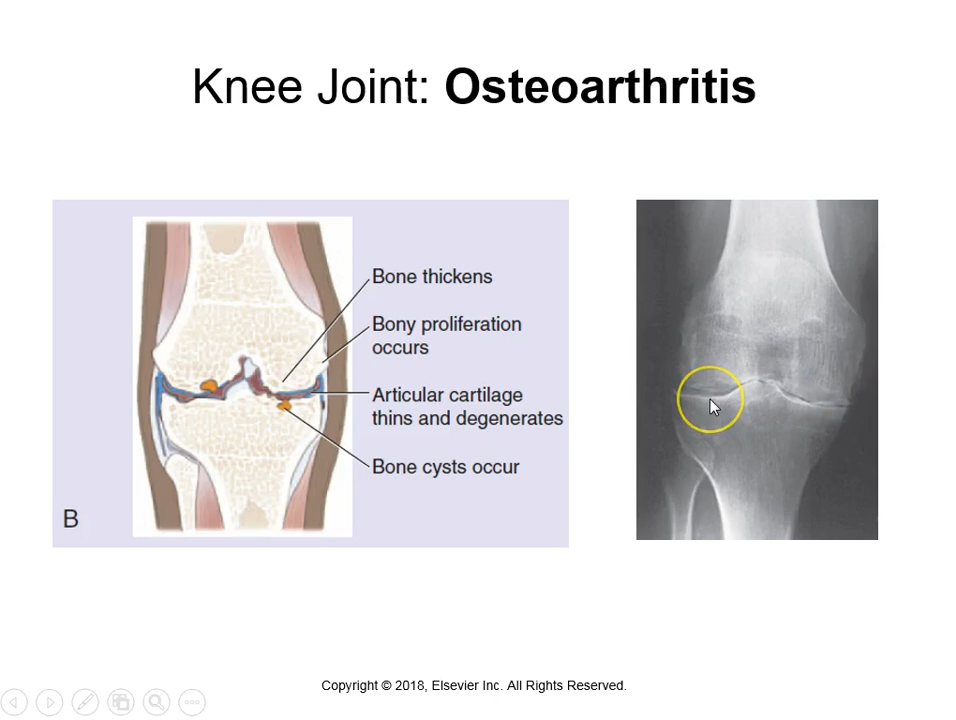 Knee Joint: Osteoarthritis
Bone thickens
Bony proliferation
occurs
Articular cartilage
thins and degenerates
Bone cysts occur
B
Copyright © 2018, Elsevier Inc. All Rights Reserved.